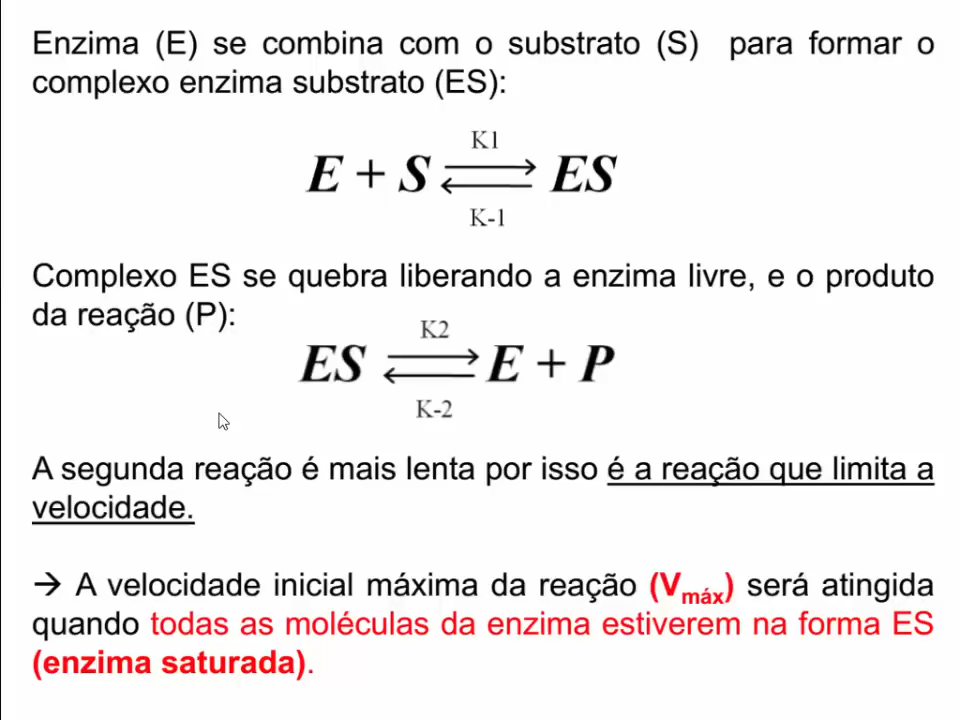 Enzima (E) se combina com o substrato (S) para formar o
complexo enzima substrato (ES):
K1
E + S ⇌ ES
K-1
Complexo ES se quebra liberando a enzima livre, e o produto
da reação (P):
K2
ES ⇌ E + P
K-2
A segunda reação é mais lenta por isso é a reação que limita a
velocidade.
→ A velocidade inicial máxima da reação (Vmáx) será atingida
quando todas as moléculas da enzima estiverem na forma ES
(enzima saturada).